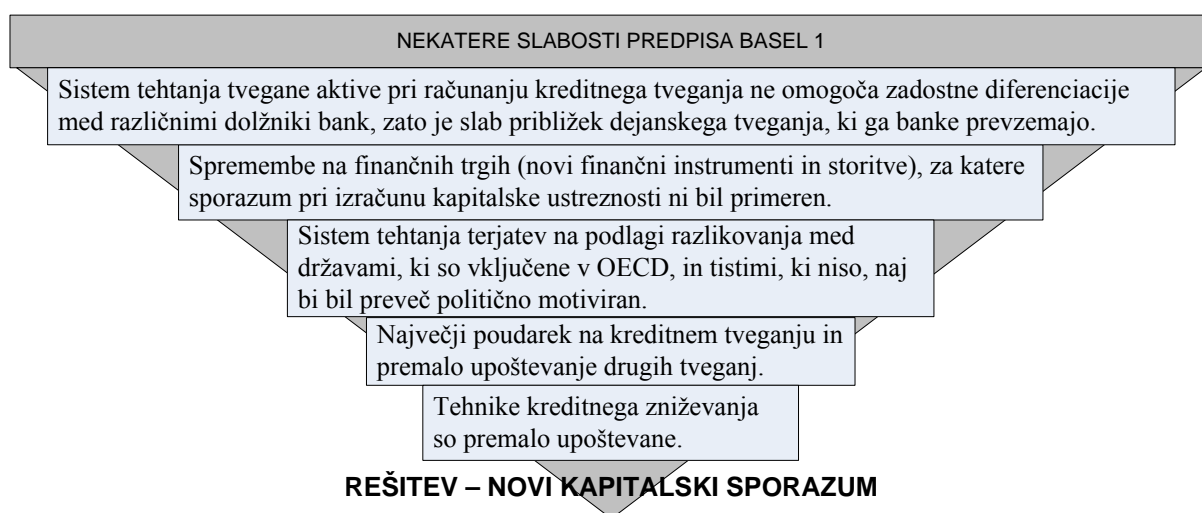 NEKATERE SLABOSTI PREDPISA BASEL 1
Sistem tehtanja tvegane aktive pri računanju kreditnega tveganja ne omogoča zadostne diferenciacije
med različnimi dolžniki bank, zato je slab približek dejanskega tveganja, ki ga banke prevzemajo.
Spremembe na finančnih trgih (novi finančni instrumenti in storitve), za katere
sporazum pri izračunu kapitalske ustreznosti ni bil primeren.
Sistem tehtanja terjatev na podlagi razlikovanja med
državami, ki so vključene v OECD, in tistimi, ki niso, naj
bi bil preveč politično motiviran.
Največji poudarek na kreditnem tveganju in
premalo upoštevanje drugih tveganj.
Tehnike kreditnega zniževanja
so premalo upoštevane.
REŠITEV – NOVI KAPITALSKI SPORAZUM